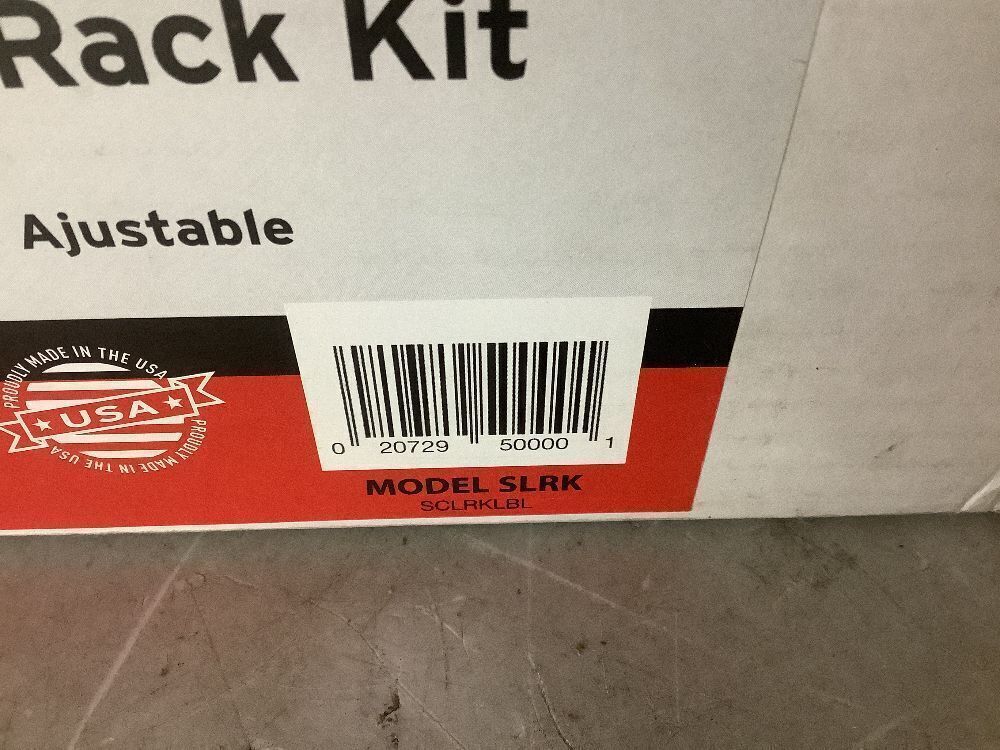 Rack Kit
Ajustable
PROUDLY MADE IN THE USA
USA
PROUDLY MADE IN THE USA
0 20729 50000 1
MODEL SLRK
SCLRKLBL